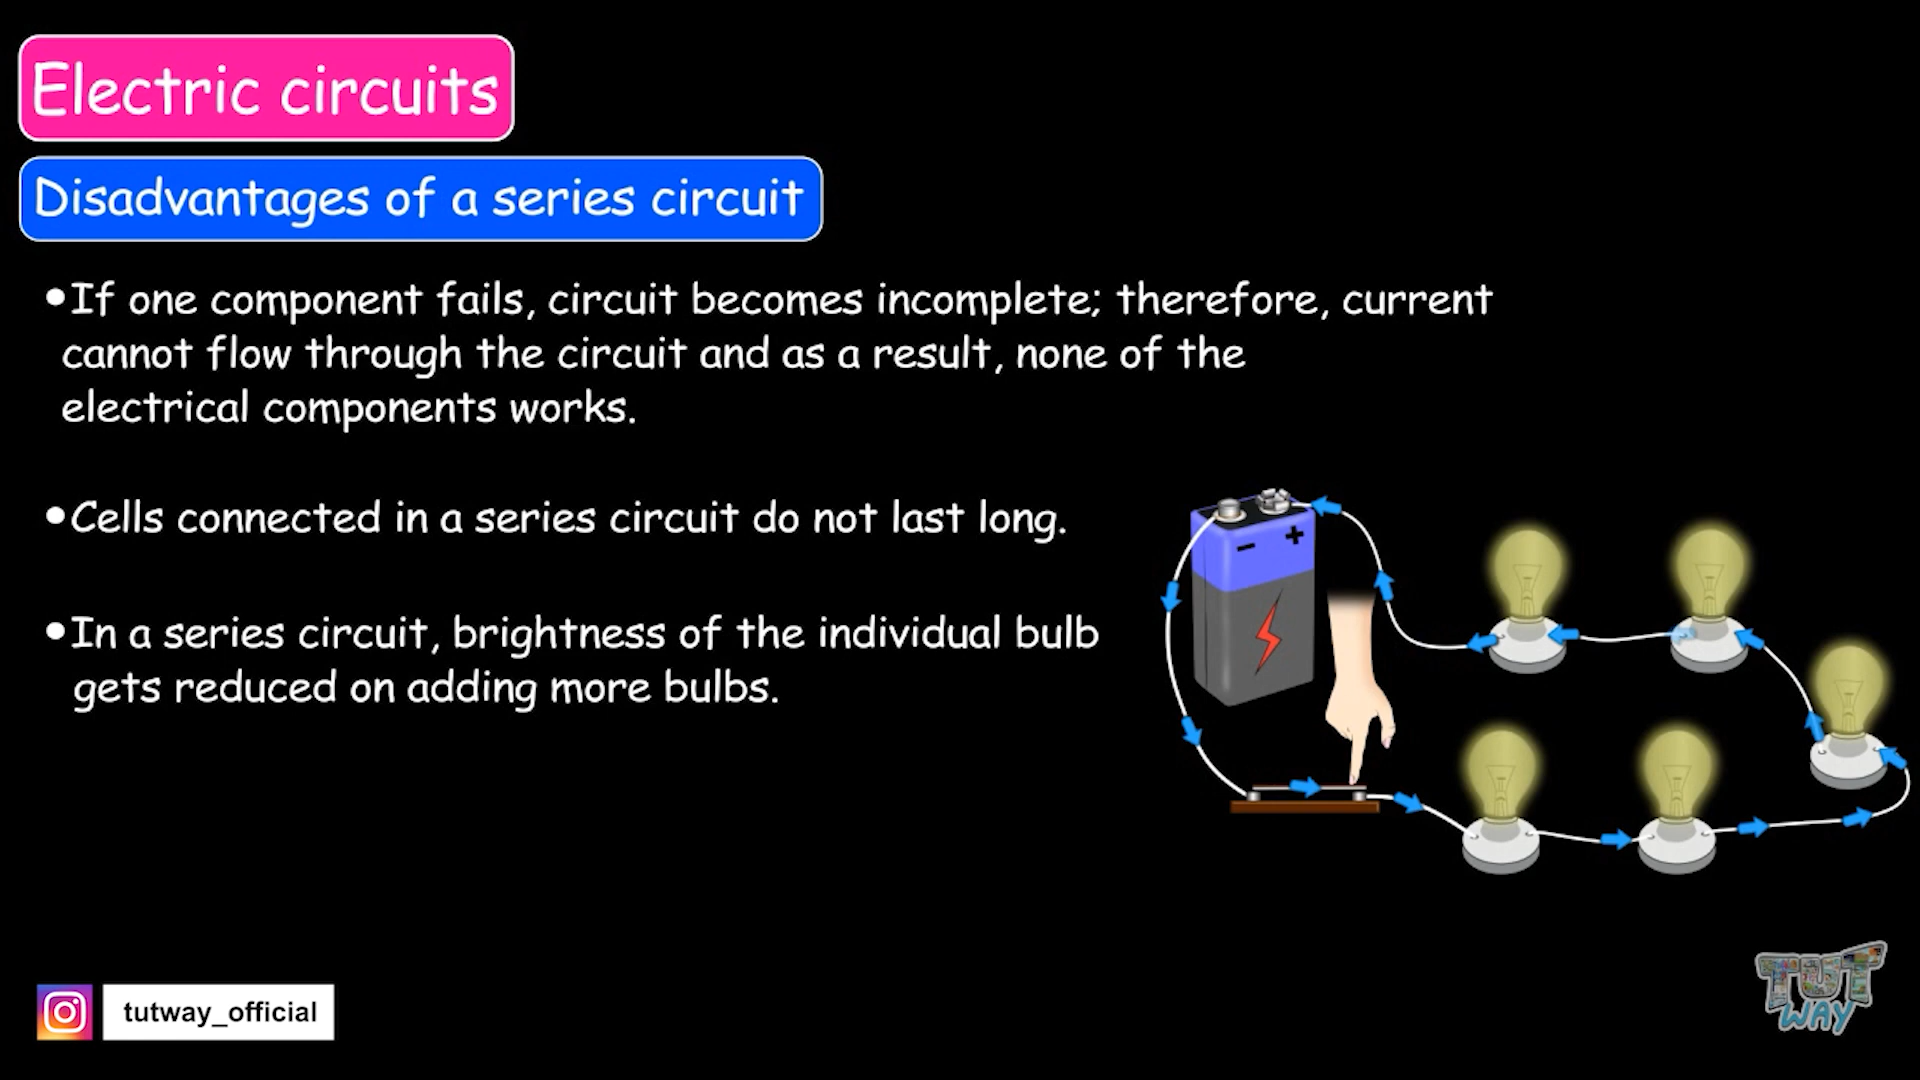 Electric circuits
Disadvantages of a series circuit
•If one component fails, circuit becomes incomplete; therefore, current
cannot flow through the circuit and as a result, none of the
electrical components works.
•Cells connected in a series circuit do not last long.
•In a series circuit, brightness of the individual bulb
gets reduced on adding more bulbs.
- +
tutway_official
TUT
WAY